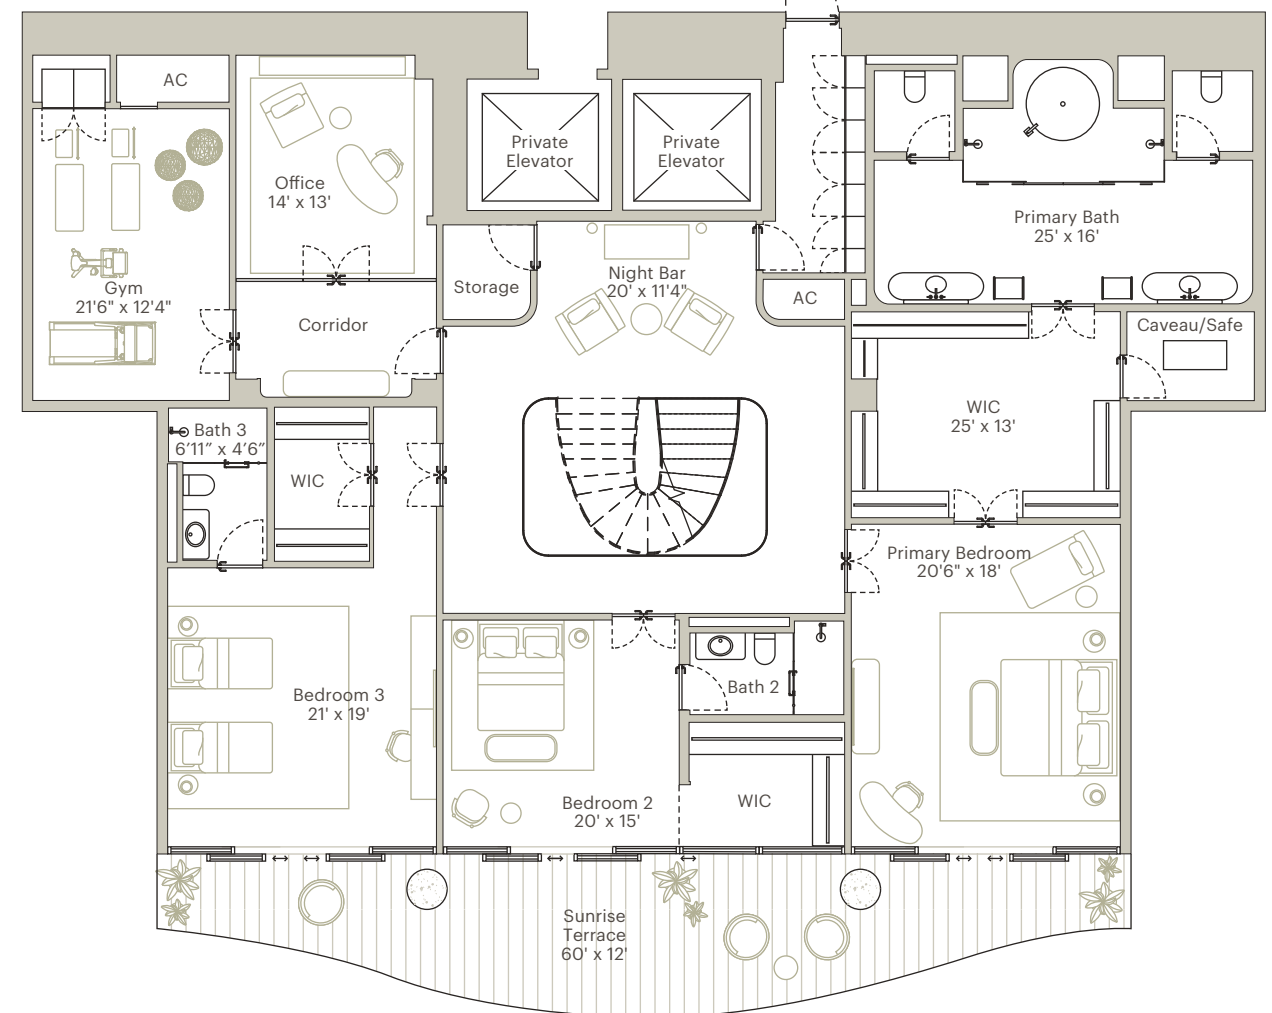 AC
Private
Elevator
Private
Elevator
Office
14' x 13'
Primary Bath
25' x 16'
Gym
21'6" x 12'4"
Storage
Night Bar
20' x 11'4"
AC
Corridor
Caveau/Safe
WIC
25' x 13'
Bath 3
6’11” x 4’6”
WIC
Primary Bedroom
20'6" x 18'
Bedroom 3
21' x 19'
Bath 2
Bedroom 2
20' x 15'
WIC
Sunrise
Terrace
60' x 12'